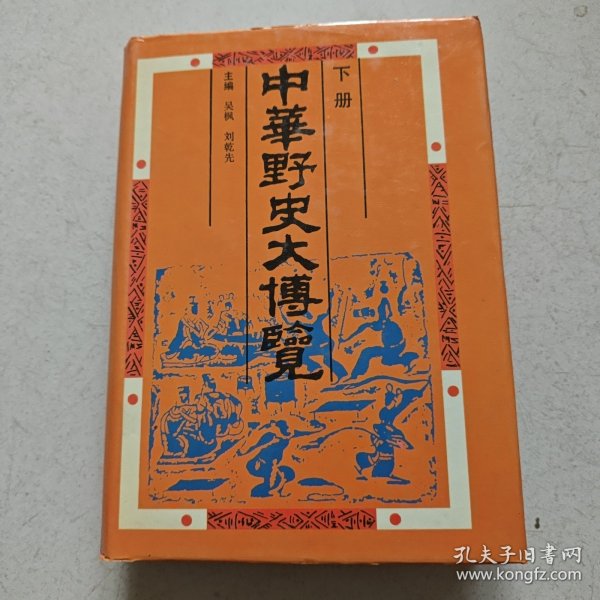 下册
中華野史大博覽
主编 吴枫 刘乾先
孔夫子旧书网
www.kongfz.com